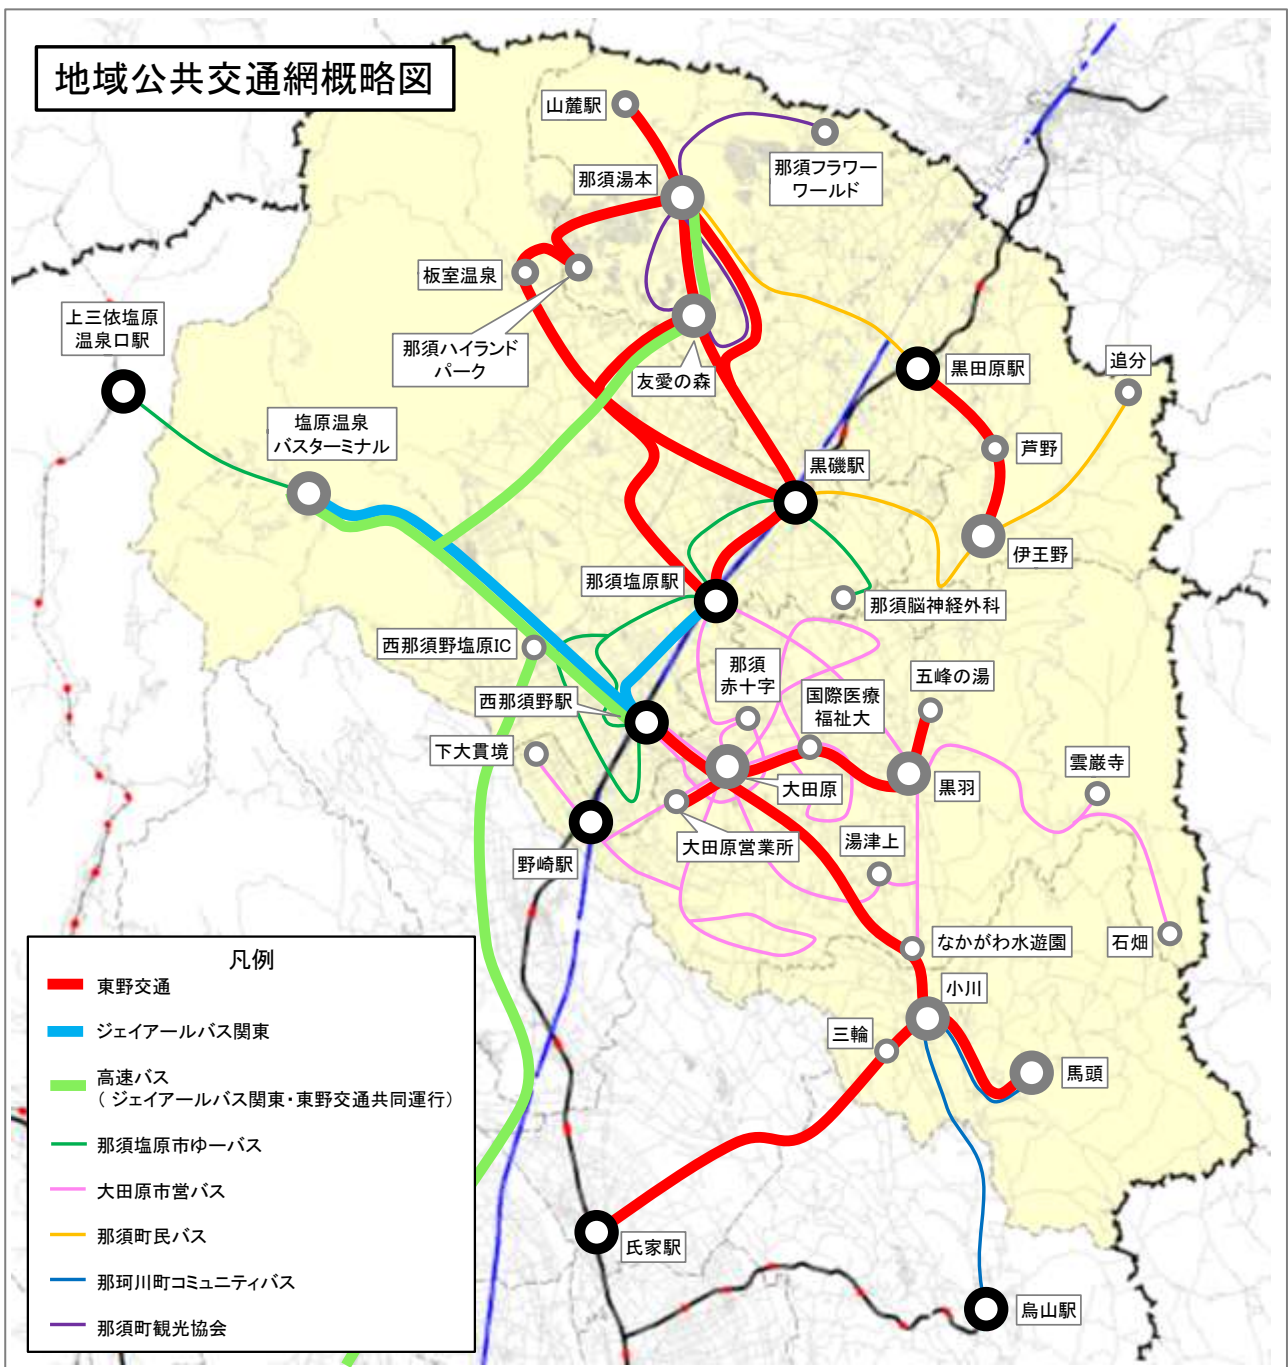 地域公共交通網概略図
山麓駅
那須フラワー
ワールド
那須湯本
板室温泉
上三依塩原
温泉口駅
那須ハイランド
パーク
友愛の森
黒田原駅
追分
塩原温泉
バスターミナル
芦野
黒磯駅
伊王野
那須塩原駅
那須脳神経外科
西那須野塩原IC
那須
赤十字
国際医療
福祉大
五峰の湯
西那須野駅
下大貫境
大田原
黒羽
雲巌寺
大田原営業所
湯津上
野崎駅
なかがわ水遊園
石畑
小川
三輪
馬頭
氏家駅
烏山駅
凡例
東野交通
ジェイアールバス関東
高速バス
（ジェイアールバス関東・東野交通共同運行）
那須塩原市ゆーバス
大田原市営バス
那須町民バス
那珂川町コミュニティバス
那須町観光協会